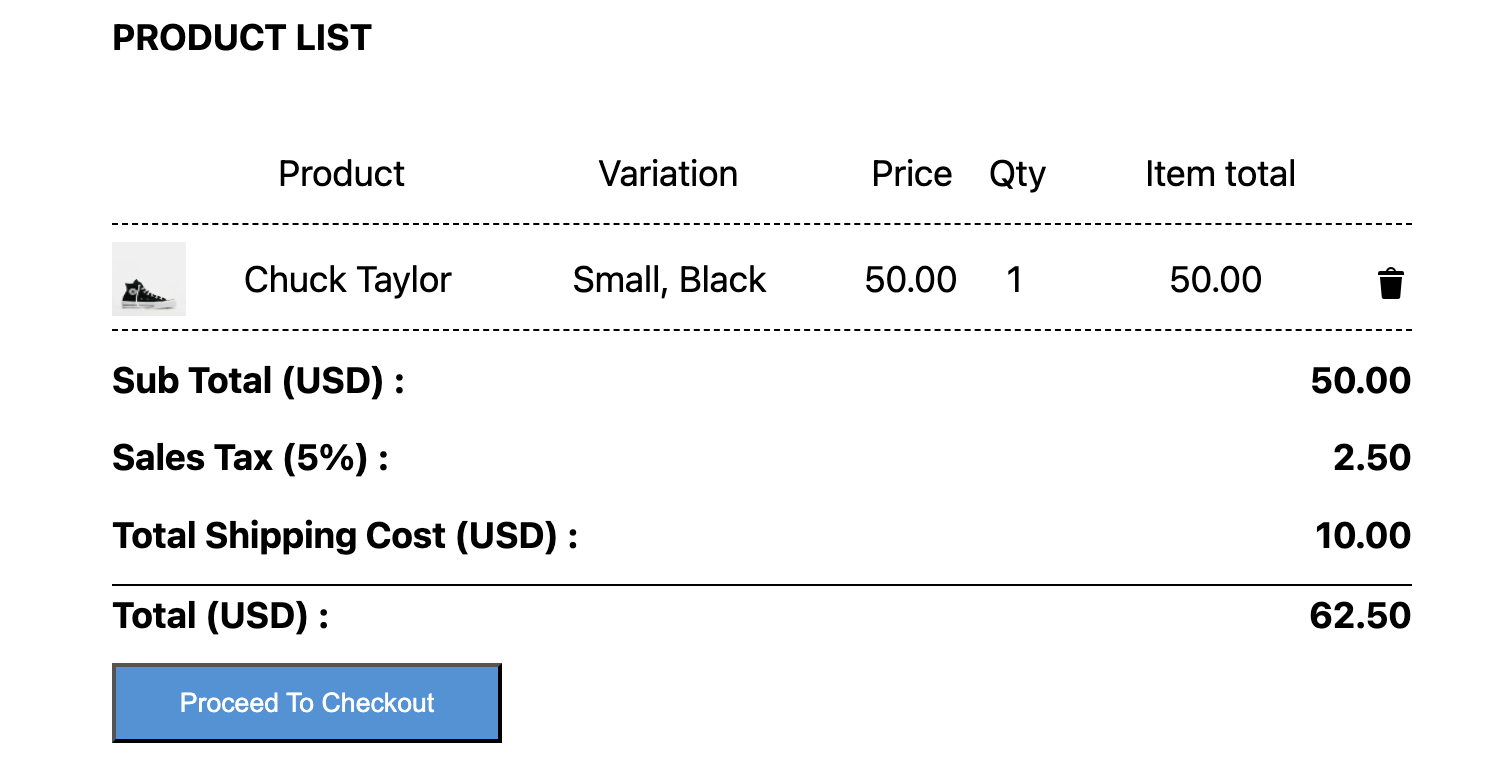 PRODUCT LIST
Product Variation Price Qty Item total
Chuck Taylor Small, Black 50.00 1 50.00
Sub Total (USD) : 50.00
Sales Tax (5%) : 2.50
Total Shipping Cost (USD) : 10.00
Total (USD) : 62.50
Proceed To Checkout